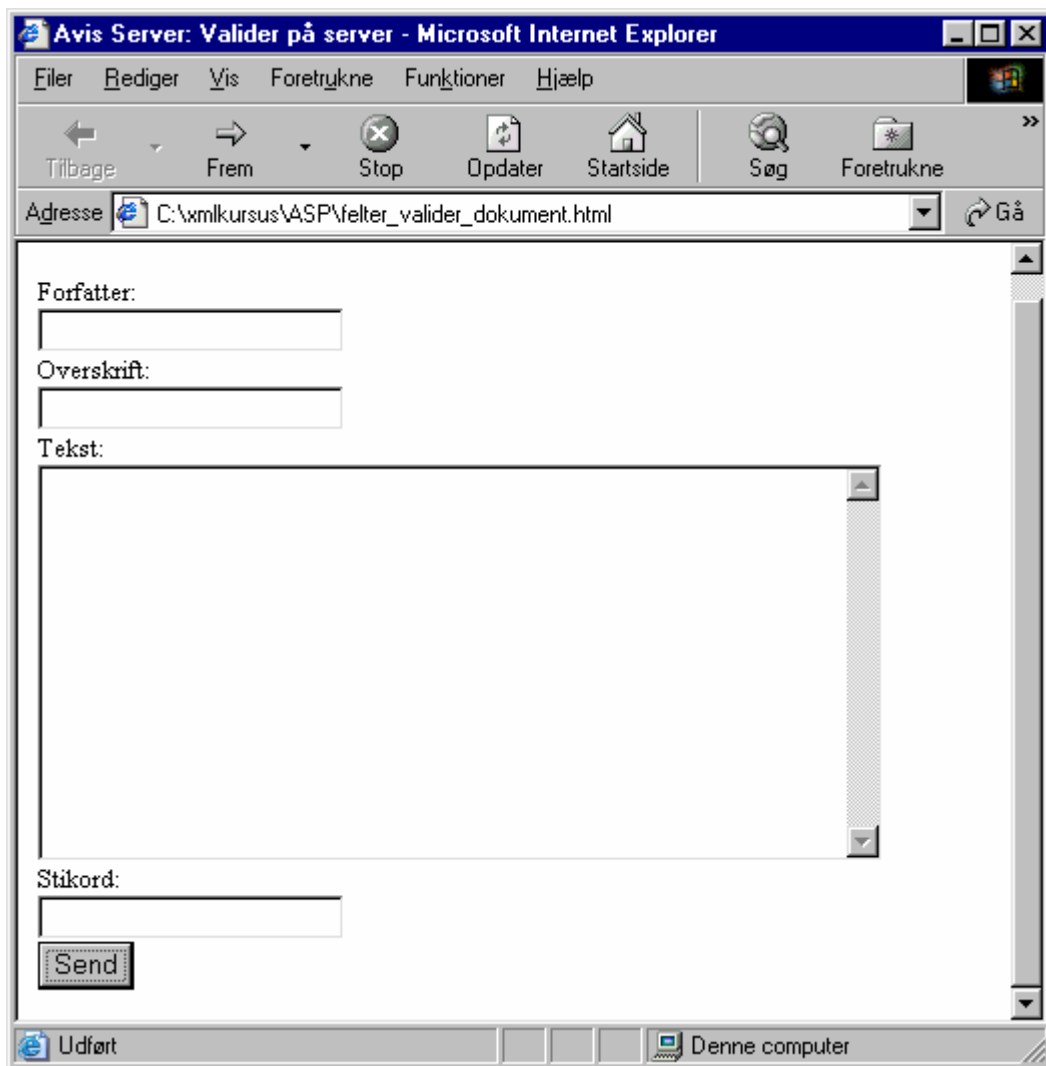 Avis Server: Valider på server - Microsoft Internet Explorer
Filer Rediger Vis Foretrukne Funktioner Hjælp
Tilbage Frem Stop Opdater Startside Søg Foretrukne »
Adresse C:\xmlkursus\ASP\felter_valider_dokument.html Gå
Forfatter:
Overskrift:
Tekst:
Stikord:
Send
Udført Denne computer